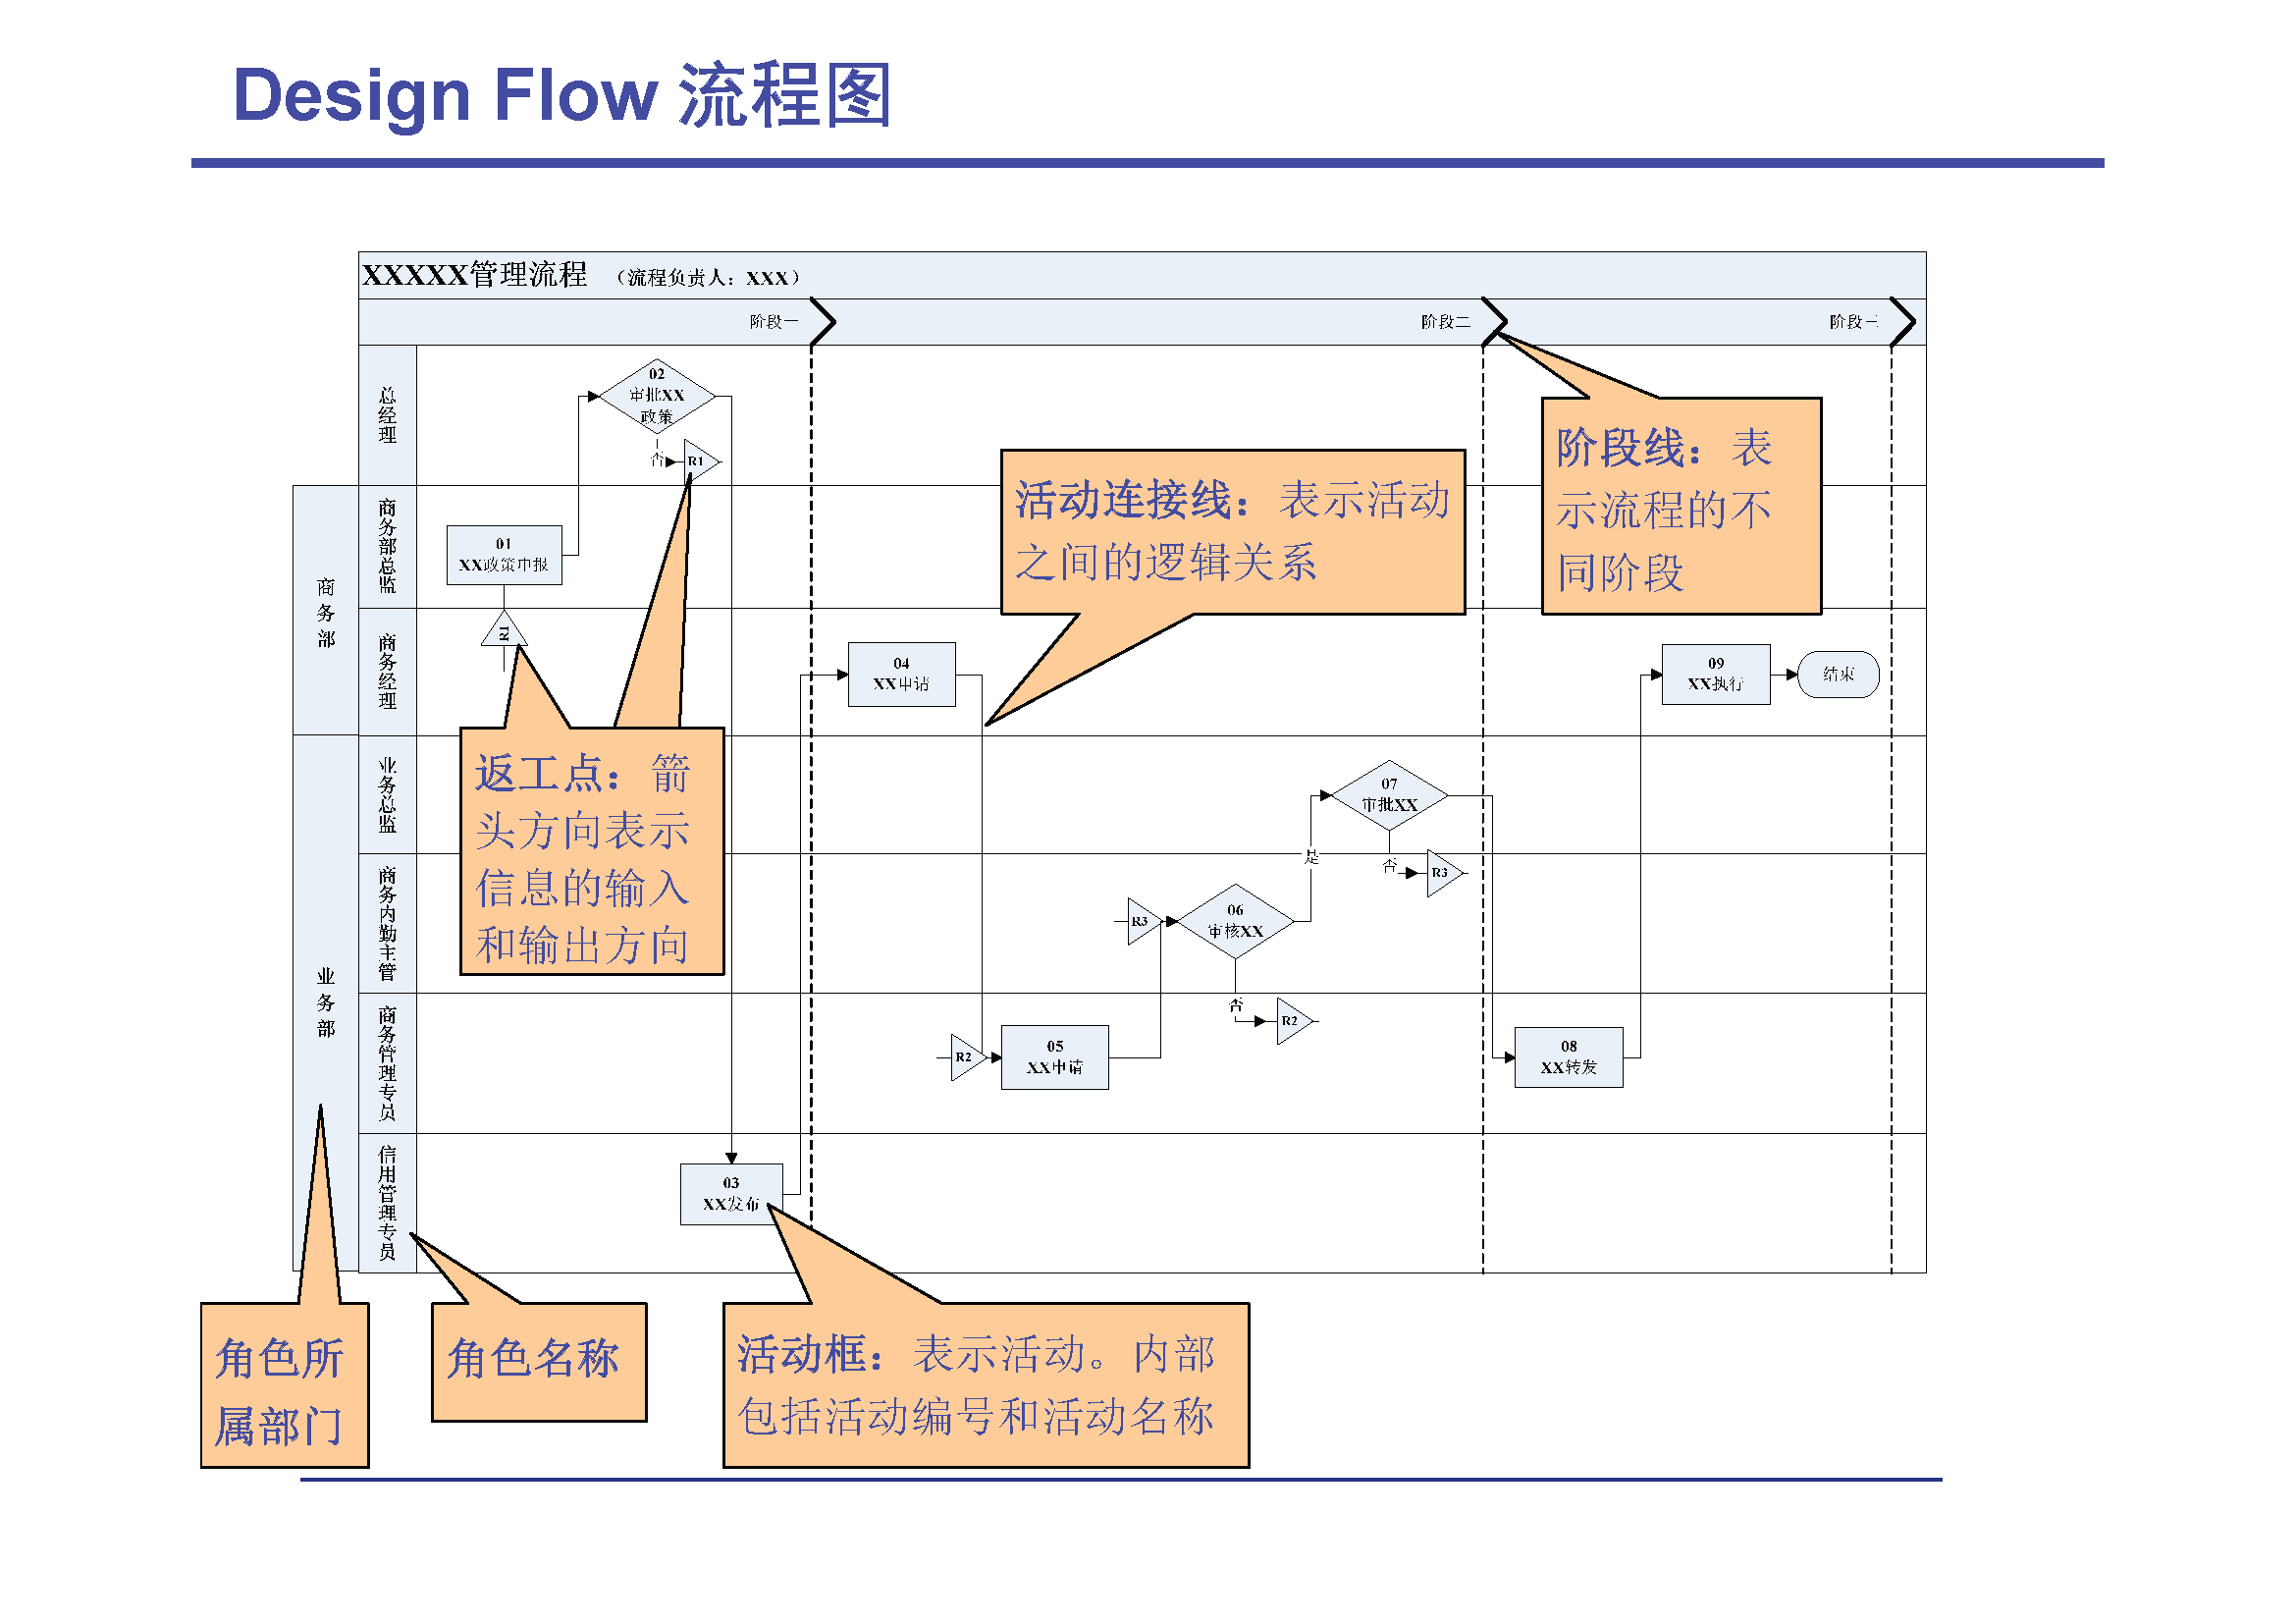 Design Flow 流程图
XXXXX管理流程 （流程负责人：XXX）
阶段一
阶段二
阶段三
总经理
商务部
商务部总监
商务经理
业务部
业务总监
商务内勤主管
商务管理专员
信用管理专员
02
审批XX
政策
否
R1
01
XX政策申报
R1
04
XX申请
09
XX执行
结束
07
审批XX
是
否
R3
R3
06
审核XX
否
R2
R2
05
XX申请
08
XX转发
03
XX发布
阶段线：表
示流程的不
同阶段
活动连接线：表示活动
之间的逻辑关系
返工点：箭
头方向表示
信息的输入
和输出方向
角色所
属部门
角色名称
活动框：表示活动。内部
包括活动编号和活动名称